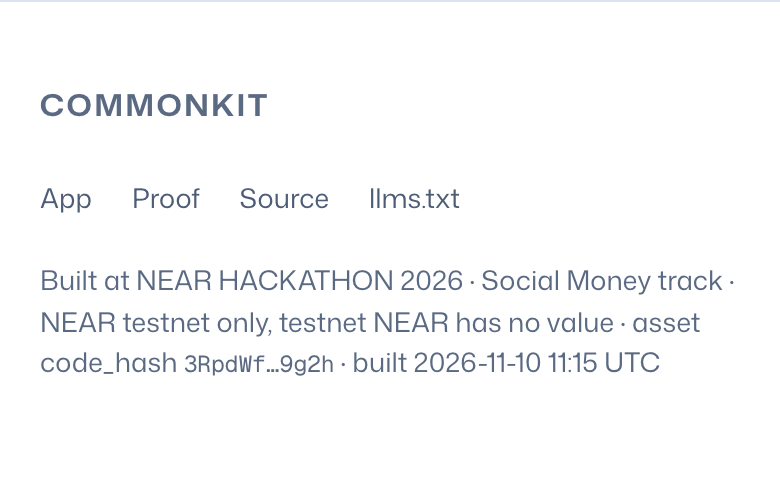 COMMONKIT
App Proof Source llms.txt
Built at NEAR HACKATHON 2026 · Social Money track ·
NEAR testnet only, testnet NEAR has no value · asset
code_hash 3RpdWf…9g2h · built 2026-11-10 11:15 UTC